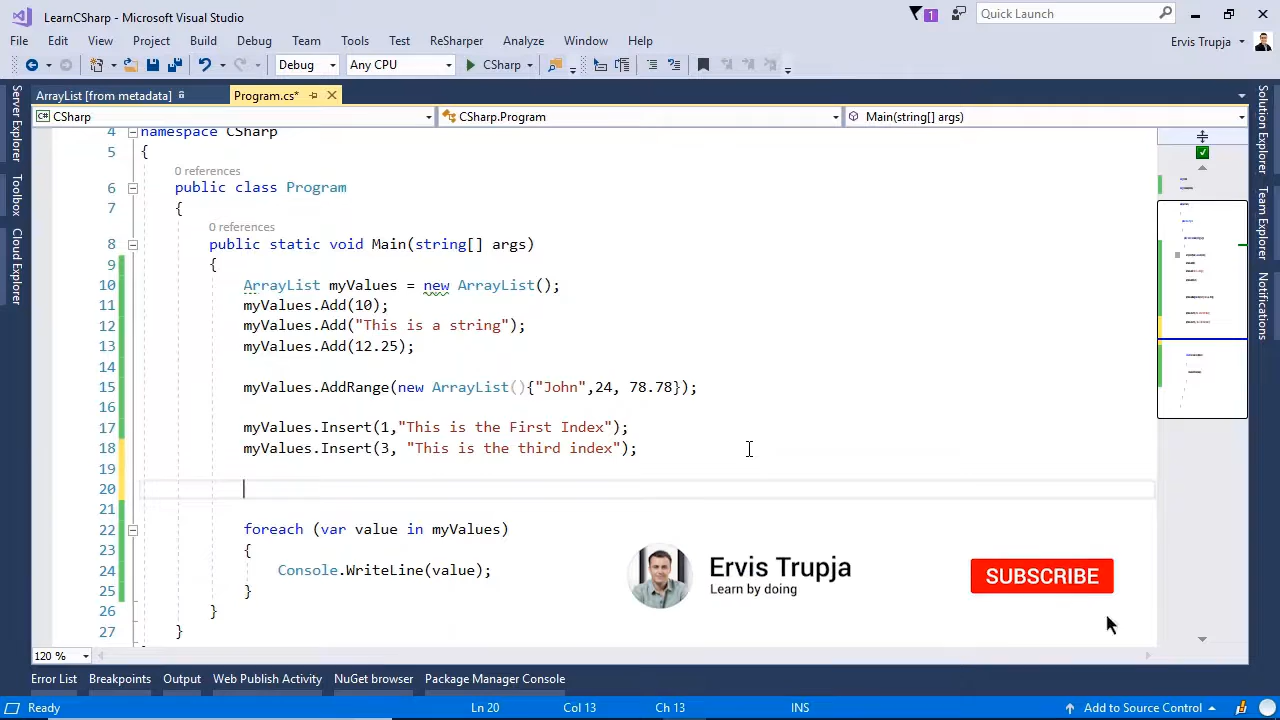 LearnCSharp - Microsoft Visual Studio
1
Quick Launch
File Edit View Project Build Debug Team Tools Test ReSharper Analyze Window Help
Ervis Trupja
Debug Any CPU CSharp
ArrayList [from metadata] Program.cs*
CSharp CSharp.Program Main(string[] args)
Server Explorer
Toolbox
Cloud Explorer
Solution Explorer
Team Explorer
Notifications
4 namespace CSharp
5 {
0 references
6 public class Program
7 {
0 references
8 public static void Main(string[] args)
9 {
10 ArrayList myValues = new ArrayList();
11 myValues.Add(10);
12 myValues.Add("This is a string");
13 myValues.Add(12.25);
14
15 myValues.AddRange(new ArrayList(){"John",24, 78.78});
16
17 myValues.Insert(1,"This is the First Index");
18 myValues.Insert(3, "This is the third index");
19
20
21
22 foreach (var value in myValues)
23 {
24 Console.WriteLine(value);
25 }
26 }
27 }
Ervis Trupja
Learn by doing
SUBSCRIBE
120 %
Error List Breakpoints Output Web Publish Activity NuGet browser Package Manager Console
Ready Ln 20 Col 13 Ch 13 INS Add to Source Control